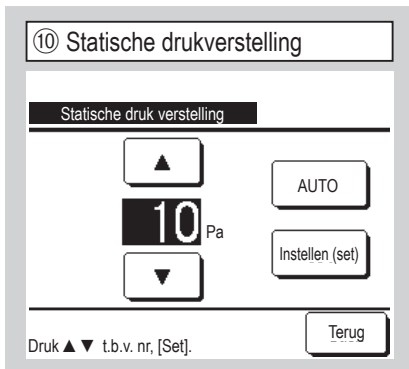 ⑩ Statische drukverstelling
Statische druk verstelling
▲
AUTO
10 Pa
Instellen (set)
▼
Terug
Druk ▲ ▼ t.b.v. nr, [Set].